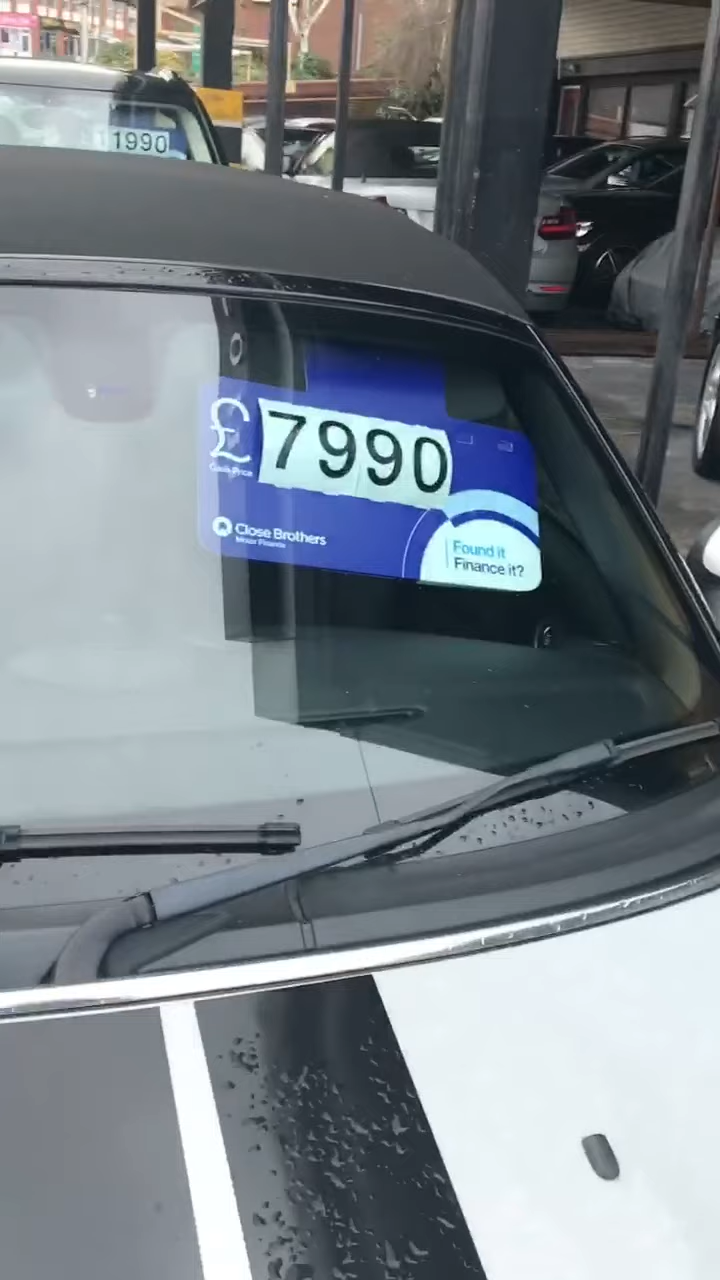 1990
£ 7990
Cash Price
Close Brothers
Motor Finance
Found it
Finance it?